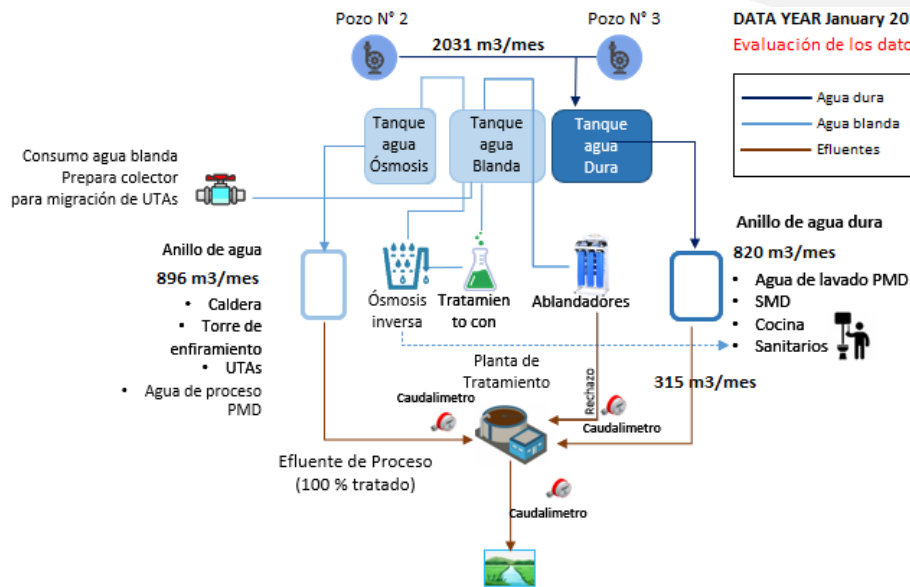 Pozo N° 2
Pozo N° 3
2031 m3/mes
DATA YEAR January 20
Evaluación de los dato
Agua dura
Agua blanda
Efluentes
Tanque
agua
Ósmosis
Tanque
agua
Blanda
Tanque
agua
Dura
Consumo agua blanda
Prepara colector
para migración de UTAs
Anillo de agua
896 m3/mes
• Caldera
• Torre de
enfiramiento
• UTAs
• Agua de proceso
PMD
Ósmosis
inversa
Tratamien
to con
Ablandadores
Anillo de agua dura
820 m3/mes
• Agua de lavado PMD
• SMD
• Cocina
• Sanitarios
315 m3/mes
Planta de
Tratamiento
Rechazo
Caudalimetro
Caudalimetro
Efluente de Proceso
(100 % tratado)
Caudalimetro